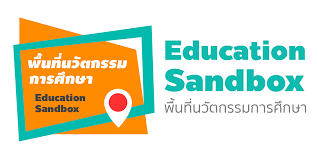 พื้นที่นวัตกรรม
การศึกษา
Education
Sandbox
Education
Sandbox
พื้นที่นวัตกรรมการศึกษา